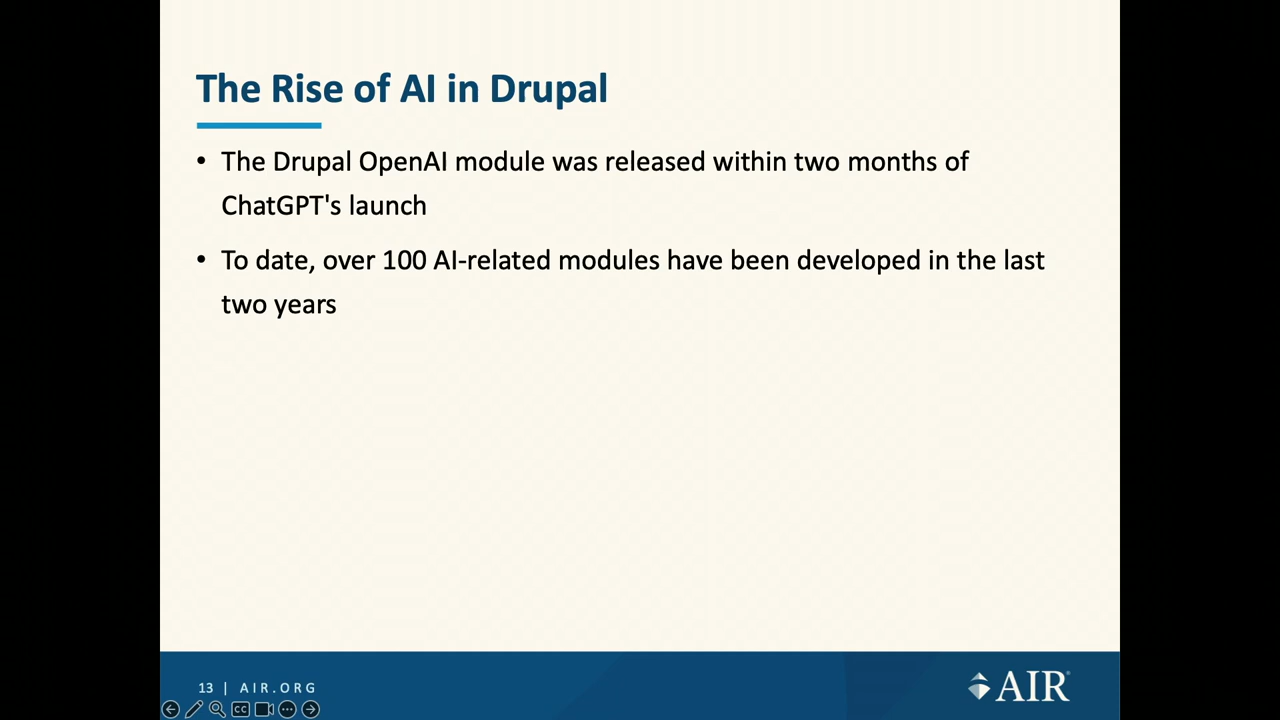 The Rise of AI in Drupal
• The Drupal OpenAI module was released within two months of
ChatGPT's launch
• To date, over 100 AI-related modules have been developed in the last
two years
13 | AIR.ORG
AIR®
CC